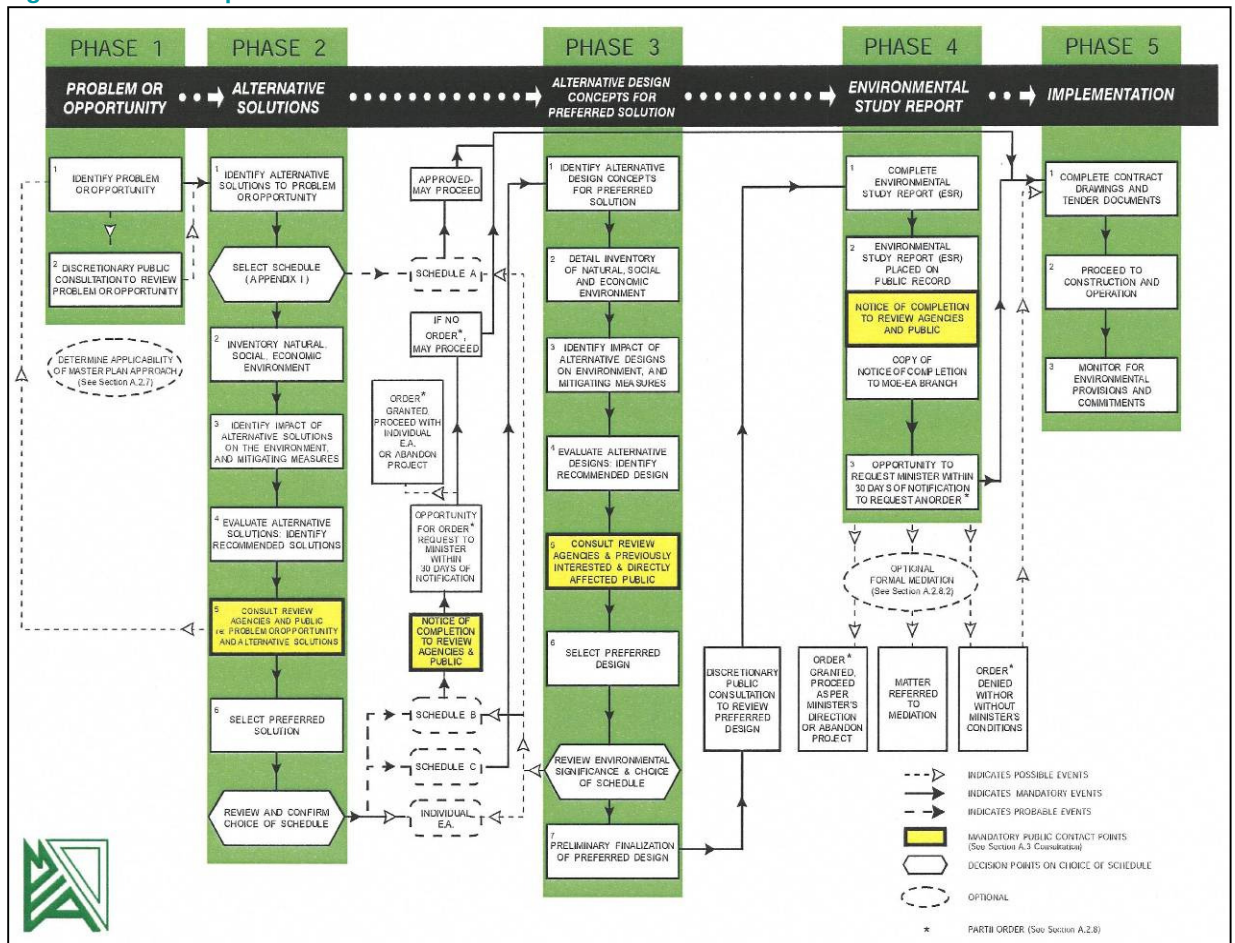 PHASE 1
PHASE 2
PHASE 3
PHASE 4
PHASE 5
PROBLEM OR
OPPORTUNITY
ALTERNATIVE
SOLUTIONS
ALTERNATIVE DESIGN
CONCEPTS FOR
PREFERRED SOLUTION
ENVIRONMENTAL
STUDY REPORT
IMPLEMENTATION
1
IDENTIFY PROBLEM
OR OPPORTUNITY
2
DISCRETIONARY PUBLIC
CONSULTATION TO REVIEW
PROBLEM OR OPPORTUNITY
DETERMINE APPLICABILITY
OF MASTER PLAN APPROACH
(See Section A.2.7)
1
IDENTIFY ALTERNATIVE
SOLUTIONS TO PROBLEM
OR OPPORTUNITY
SELECT SCHEDULE
(APPENDIX I)
2
INVENTORY NATURAL,
SOCIAL, ECONOMIC
ENVIRONMENT
3
IDENTIFY IMPACT OF
ALTERNATIVE SOLUTIONS
ON THE ENVIRONMENT,
AND MITIGATING MEASURES
4
EVALUATE ALTERNATIVE
SOLUTIONS: IDENTIFY
RECOMMENDED SOLUTIONS
5
CONSULT REVIEW
AGENCIES AND PUBLIC
re: PROBLEM OR OPPORTUNITY
AND ALTERNATIVE SOLUTIONS
6
SELECT PREFERRED
SOLUTION
REVIEW AND CONFIRM
CHOICE OF SCHEDULE
APPROVED-
MAY PROCEED
SCHEDULE A
IF NO
ORDER*,
MAY PROCEED
ORDER*
GRANTED,
PROCEED WITH
INDIVIDUAL
E.A.
OR ABANDON
PROJECT
OPPORTUNITY
FOR ORDER*
REQUEST TO
MINISTER
WITHIN
30 DAYS OF
NOTIFICATION
NOTICE OF
COMPLETION
TO REVIEW
AGENCIES &
PUBLIC
SCHEDULE B
SCHEDULE C
INDIVIDUAL
E.A.
1
IDENTIFY ALTERNATIVE
DESIGN CONCEPTS
FOR PREFERRED
SOLUTION
2
DETAIL INVENTORY
OF NATURAL, SOCIAL
AND ECONOMIC
ENVIRONMENT
3
IDENTIFY IMPACT OF
ALTERNATIVE DESIGNS
ON ENVIRONMENT, AND
MITIGATING MEASURES
4
EVALUATE ALTERNATIVE
DESIGNS: IDENTIFY
RECOMMENDED DESIGN
5
CONSULT REVIEW
AGENCIES & PREVIOUSLY
INTERESTED & DIRECTLY
AFFECTED PUBLIC
6
SELECT PREFERRED
DESIGN
REVIEW ENVIRONMENTAL
SIGNIFICANCE & CHOICE
OF SCHEDULE
7
PRELIMINARY FINALIZATION
OF PREFERRED DESIGN
DISCRETIONARY
PUBLIC
CONSULTATION
TO REVIEW
PREFERRED
DESIGN
1
COMPLETE
ENVIRONMENTAL
STUDY REPORT (ESR)
2
ENVIRONMENTAL
STUDY REPORT (ESR)
PLACED ON
PUBLIC RECORD
NOTICE OF COMPLETION
TO REVIEW AGENCIES
AND PUBLIC
COPY OF
NOTICE OF COMPLETION
TO MOE-EA BRANCH
3
OPPORTUNITY TO
REQUEST MINISTER WITHIN
30 DAYS OF NOTIFICATION
TO REQUEST AN ORDER *
OPTIONAL
FORMAL MEDIATION
(See Section A.2.8.2)
ORDER*
GRANTED,
PROCEED
AS PER
MINISTER'S
DIRECTION
OR ABANDON
PROJECT
MATTER
REFERRED
TO
MEDIATION
ORDER*
DENIED WITH OR
WITHOUT
MINISTER'S
CONDITIONS
1
COMPLETE CONTRACT
DRAWINGS AND
TENDER DOCUMENTS
2
PROCEED TO
CONSTRUCTION AND
OPERATION
3
MONITOR FOR
ENVIRONMENTAL
PROVISIONS AND
COMMITMENTS
INDICATES POSSIBLE EVENTS
INDICATES MANDATORY EVENTS
INDICATES PROBABLE EVENTS
MANDATORY PUBLIC CONTACT POINTS
(See Section A.3 Consultation)
DECISION POINTS ON CHOICE OF SCHEDULE
OPTIONAL
* PART II ORDER (See Section A.2.8)